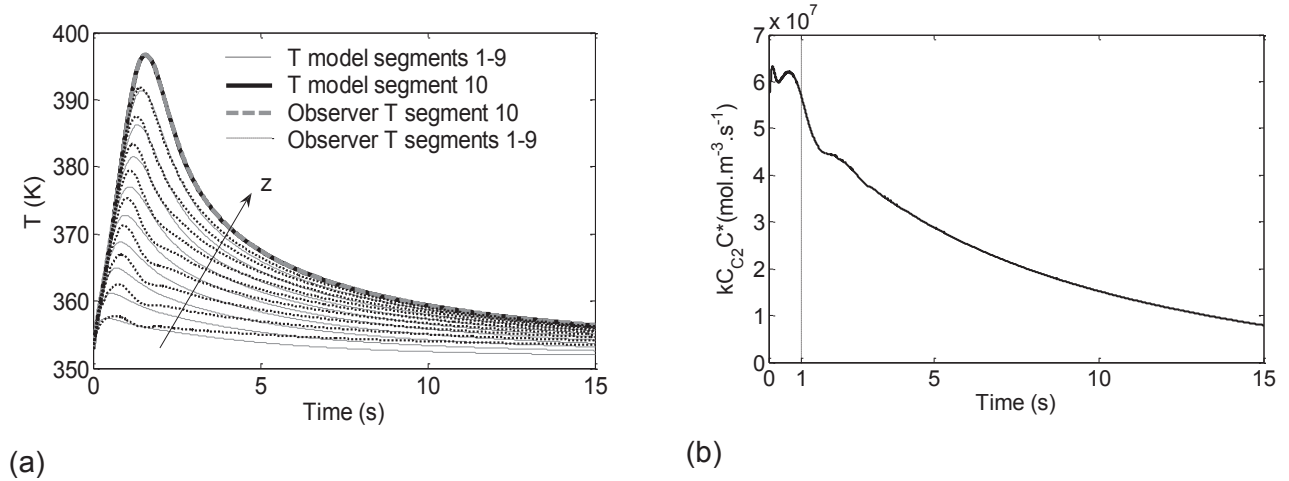 400
390
380
370
360
350
T (K)
0
5
10
15
Time (s)
T model segments 1-9
T model segment 10
Observer T segment 10
Observer T segments 1-9
z
(a)
x 10^7
7
6
5
4
3
2
1
0
kC_{C2}C*(mol.m^{-3}.s^{-1})
0
1
5
10
15
Time (s)
(b)